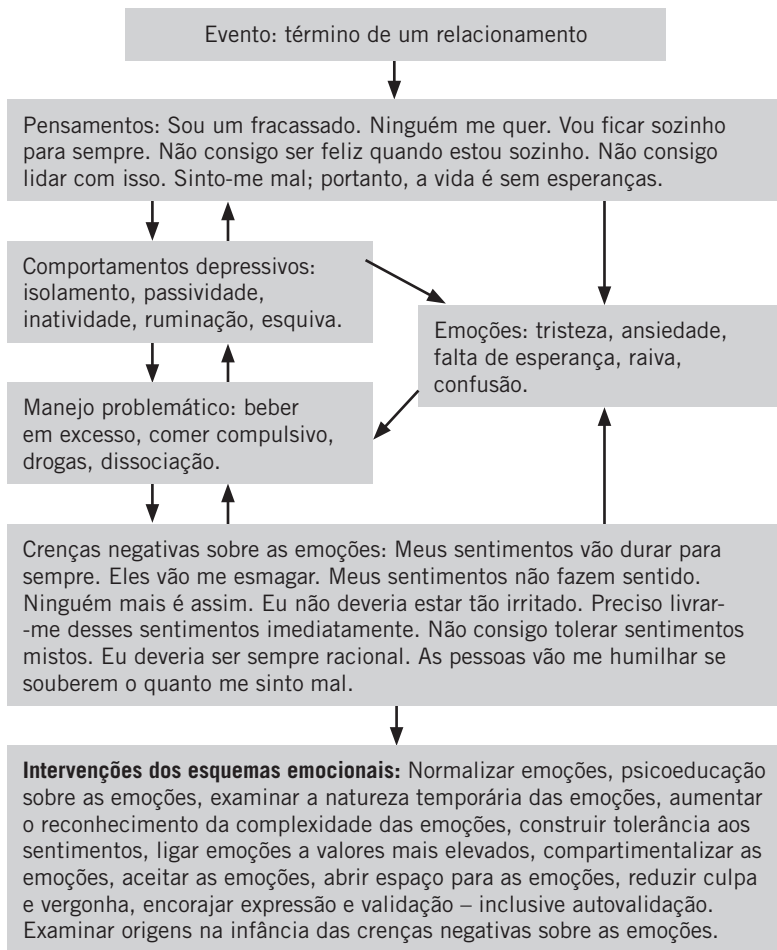 Evento: término de um relacionamento
Pensamentos: Sou um fracassado. Ninguém me quer. Vou ficar sozinho
para sempre. Não consigo ser feliz quando estou sozinho. Não consigo
lidar com isso. Sinto-me mal; portanto, a vida é sem esperanças.
Comportamentos depressivos:
isolamento, passividade,
inatividade, ruminação, esquiva.
Emoções: tristeza, ansiedade,
falta de esperança, raiva,
confusão.
Manejo problemático: beber
em excesso, comer compulsivo,
drogas, dissociação.
Crenças negativas sobre as emoções: Meus sentimentos vão durar para
sempre. Eles vão me esmagar. Meus sentimentos não fazem sentido.
Ninguém mais é assim. Eu não deveria estar tão irritado. Preciso livrar-
-me desses sentimentos imediatamente. Não consigo tolerar sentimentos
mistos. Eu deveria ser sempre racional. As pessoas vão me humilhar se
souberem o quanto me sinto mal.
Intervenções dos esquemas emocionais: Normalizar emoções, psicoeducação
sobre as emoções, examinar a natureza temporária das emoções, aumentar
o reconhecimento da complexidade das emoções, construir tolerância aos
sentimentos, ligar emoções a valores mais elevados, compartimentalizar as
emoções, aceitar as emoções, abrir espaço para as emoções, reduzir culpa
e vergonha, encorajar expressão e validação – inclusive autovalidação.
Examinar origens na infância das crenças negativas sobre as emoções.